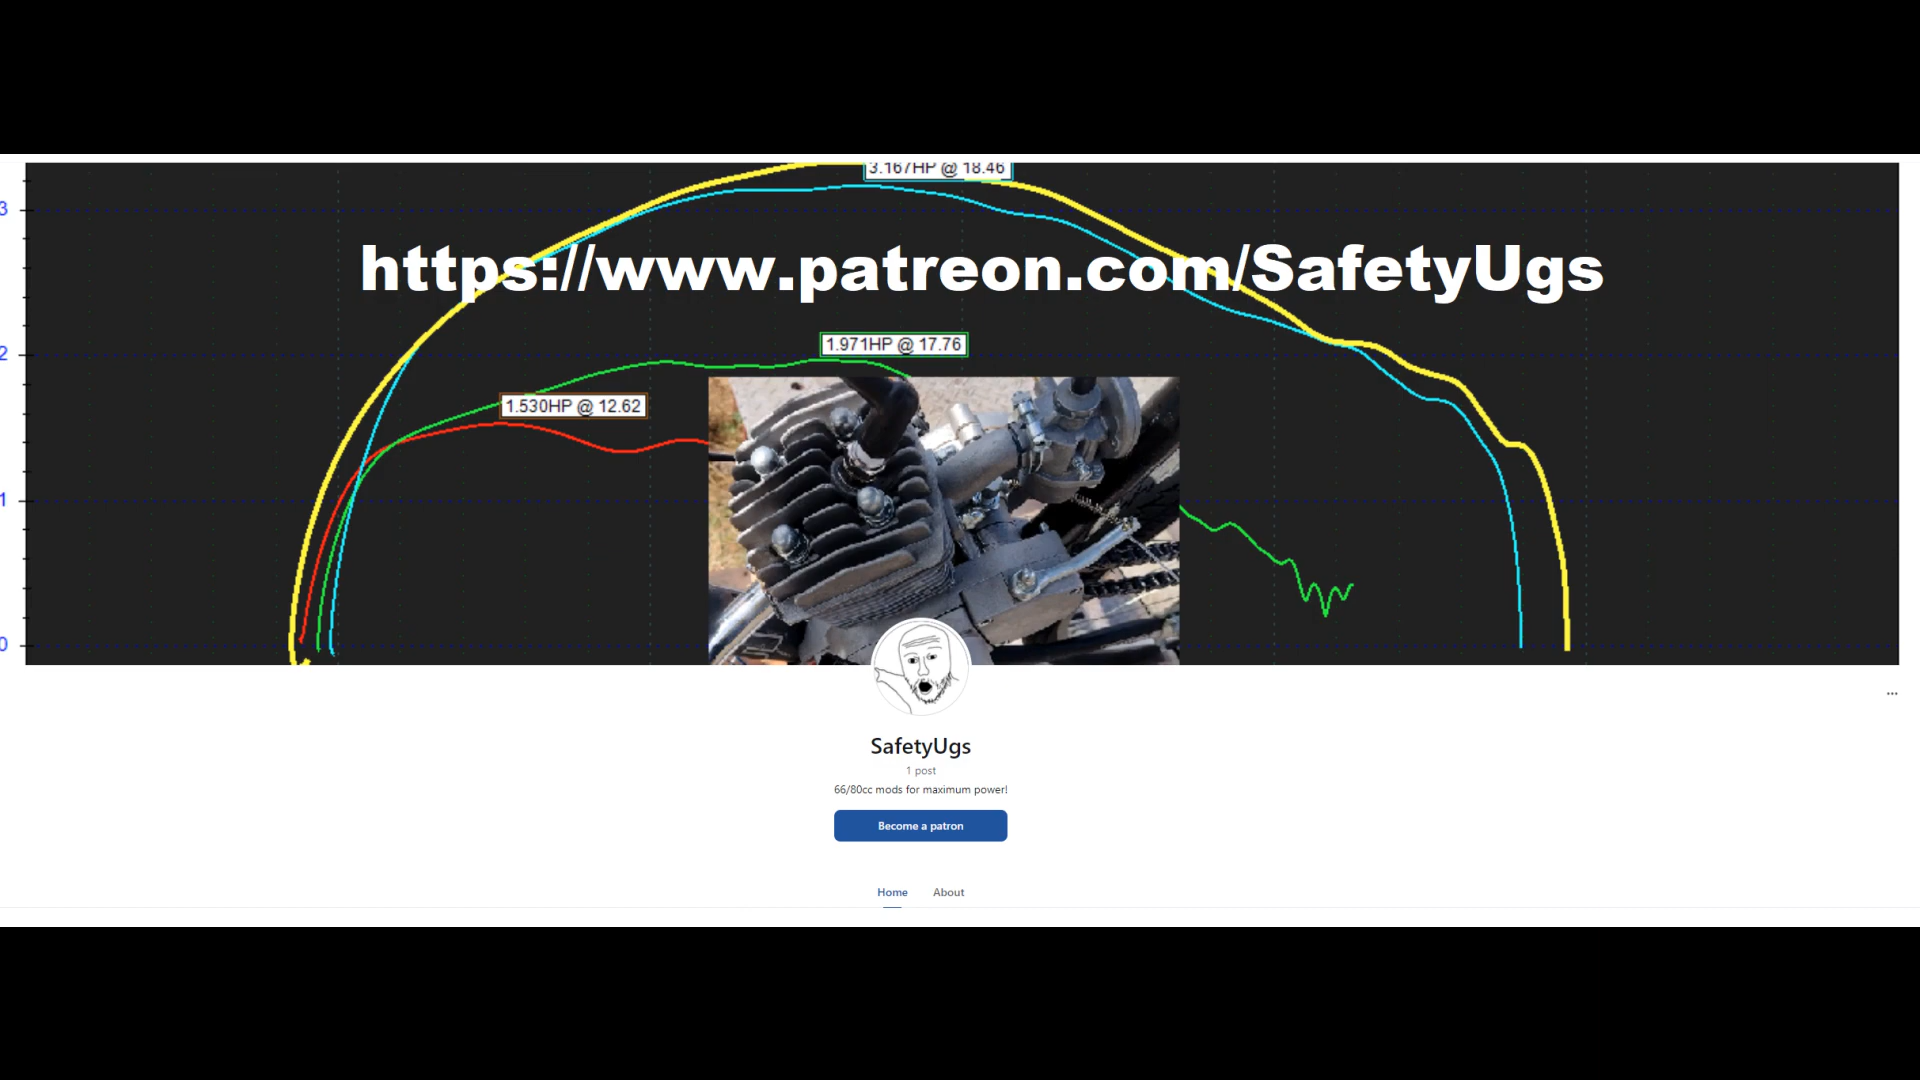 3.167HP @ 18.46
3
https://www.patreon.com/SafetyUgs
2
1.971HP @ 17.76
1.530HP @ 12.62
1
0
...
SafetyUgs
1 post
66/80cc mods for maximum power!
Become a patron
Home About